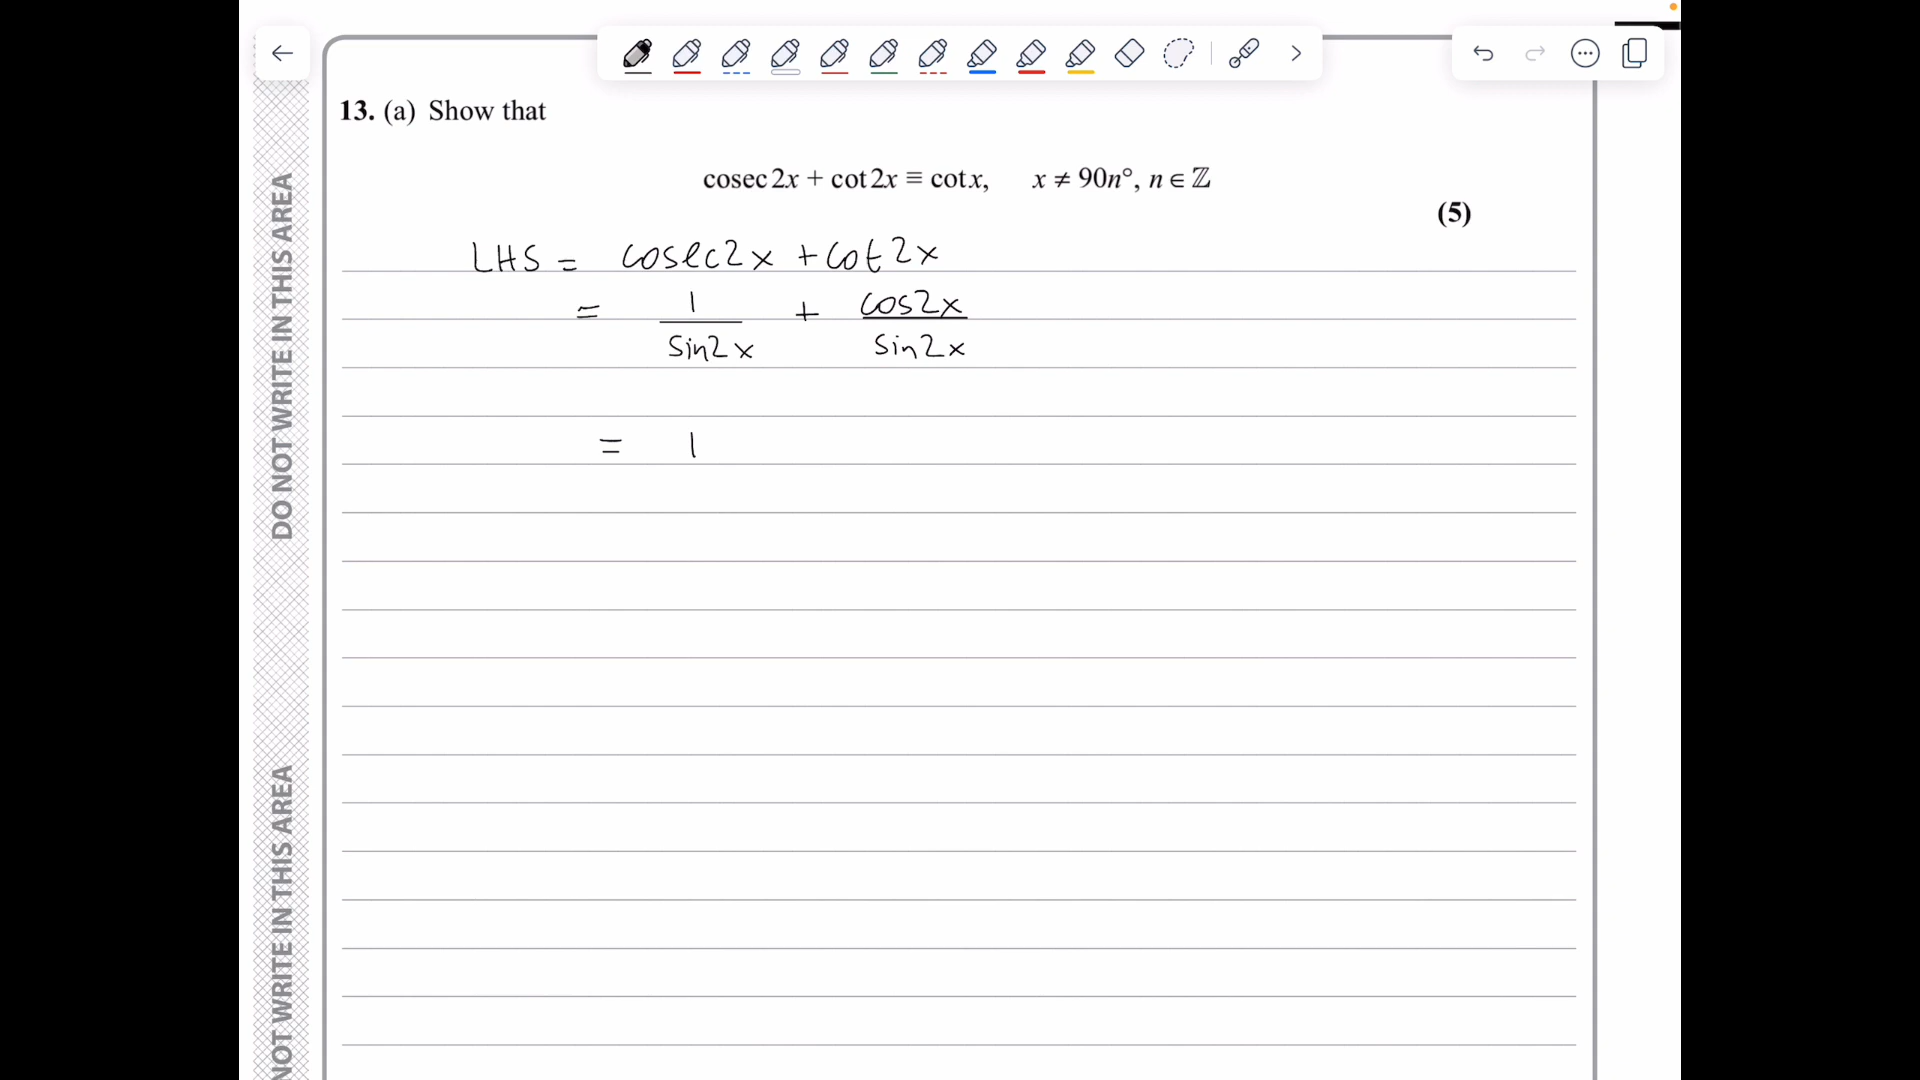 13. (a) Show that
cosec 2x + cot 2x ≡ cot x,    x ≠ 90n°, n ∈ ℤ
(5)
LHS = cosec2x + cot2x
= 1/sin2x + cos2x/sin2x
= 1
DO NOT WRITE IN THIS AREA
NOT WRITE IN THIS AREA